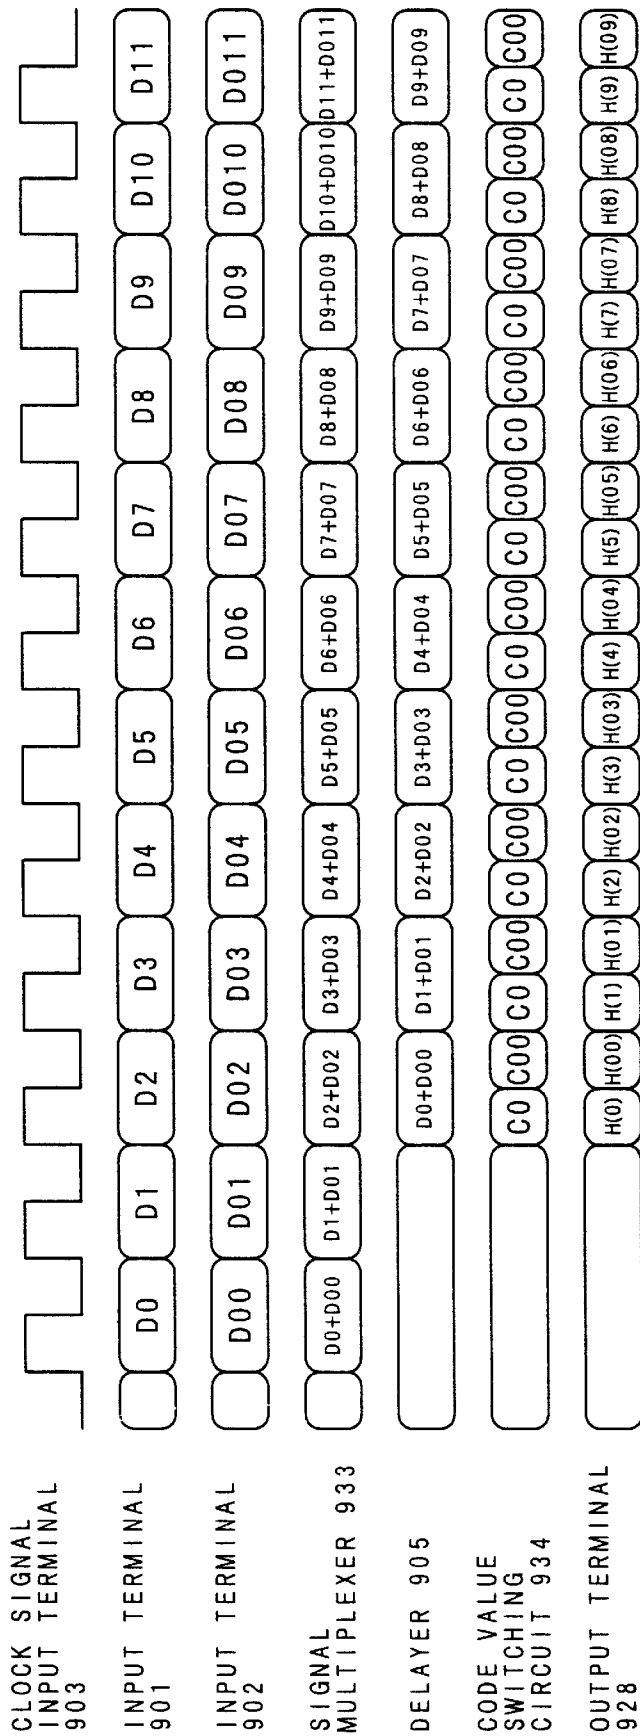 CLOCK SIGNAL
INPUT TERMINAL
903
INPUT TERMINAL
901
D0 D1 D2 D3 D4 D5 D6 D7 D8 D9 D10 D11
INPUT TERMINAL
902
D00 D01 D02 D03 D04 D05 D06 D07 D08 D09 D010 D011
SIGNAL
MULTIPLEXER 933
D0+D00 D1+D01 D2+D02 D3+D03 D4+D04 D5+D05 D6+D06 D7+D07 D8+D08 D9+D09 D10+D010 D11+D011
DELAYER 905
D0+D00 D1+D01 D2+D02 D3+D03 D4+D04 D5+D05 D6+D06 D7+D07 D8+D08 D9+D09
CODE VALUE
SWITCHING
CIRCUIT 934
C0 C00 C0 C00 C0 C00 C0 C00 C0 C00 C0 C00 C0 C00 C0 C00 C0 C00 C0 C00
OUTPUT TERMINAL
928
H(0) H(00) H(1) H(01) H(2) H(02) H(3) H(03) H(4) H(04) H(5) H(05) H(6) H(06) H(7) H(07) H(8) H(08) H(9) H(09)